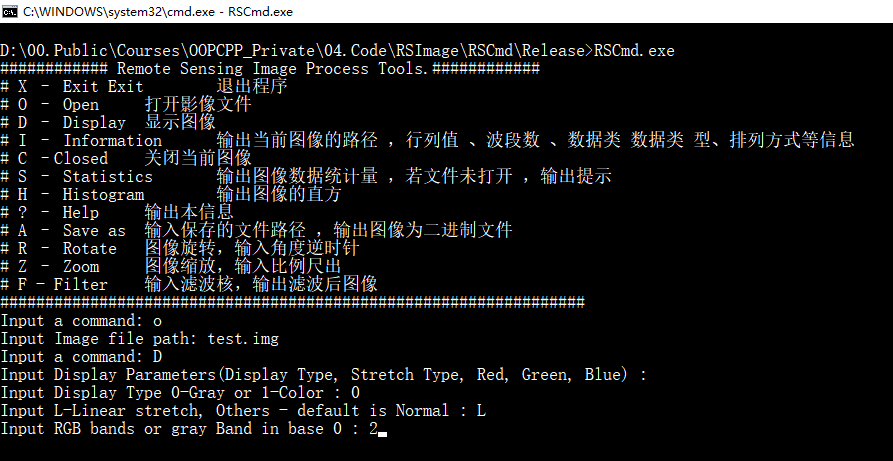 C:\WINDOWS\system32\cmd.exe - RSCmd.exe
D:\00.Public\Courses\OOPCPP_Private\04.Code\RSImage\RSCmd\Release>RSCmd.exe
############ Remote Sensing Image Process Tools.############
# X - Exit Exit 退出程序
# O - Open 打开影像文件
# D - Display 显示图像
# I - Information 输出当前图像的路径 ，行列值 、波段数 、数据类 数据类 型、排列方式等信息
# C -Closed 关闭当前图像
# S - Statistics 输出图像数据统计量 ，若文件未打开 ，输出提示
# H - Histogram 输出图像的直方
# ? - Help 输出本信息
# A - Save as 输入保存的文件路径 ，输出图像为二进制文件
# R - Rotate 图像旋转，输入角度逆时针
# Z - Zoom 图像缩放，输入比例尺出
# F - Filter 输入滤波核，输出滤波后图像
#################################################################
Input a command: o
Input Image file path: test.img
Input a command: D
Input Display Parameters(Display Type, Stretch Type, Red, Green, Blue) :
Input Display Type 0-Gray or 1-Color : 0
Input L-Linear stretch, Others - default is Normal : L
Input RGB bands or gray Band in base 0 : 2